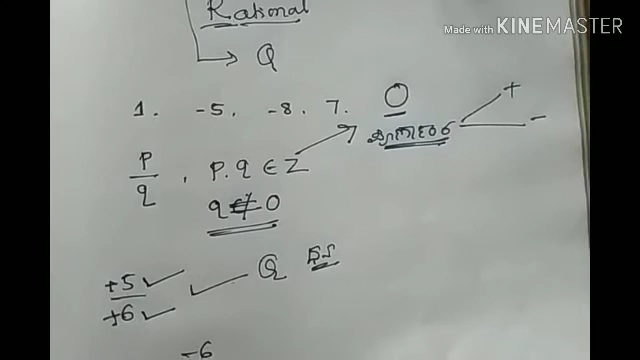 Made with KINEMASTER
Rational
→ Q
1. -5. -8. 7. 0
+
-
P/q , p.q ∈ Z
q ≠ 0
+5 ✓
Q
+6 ✓
-6